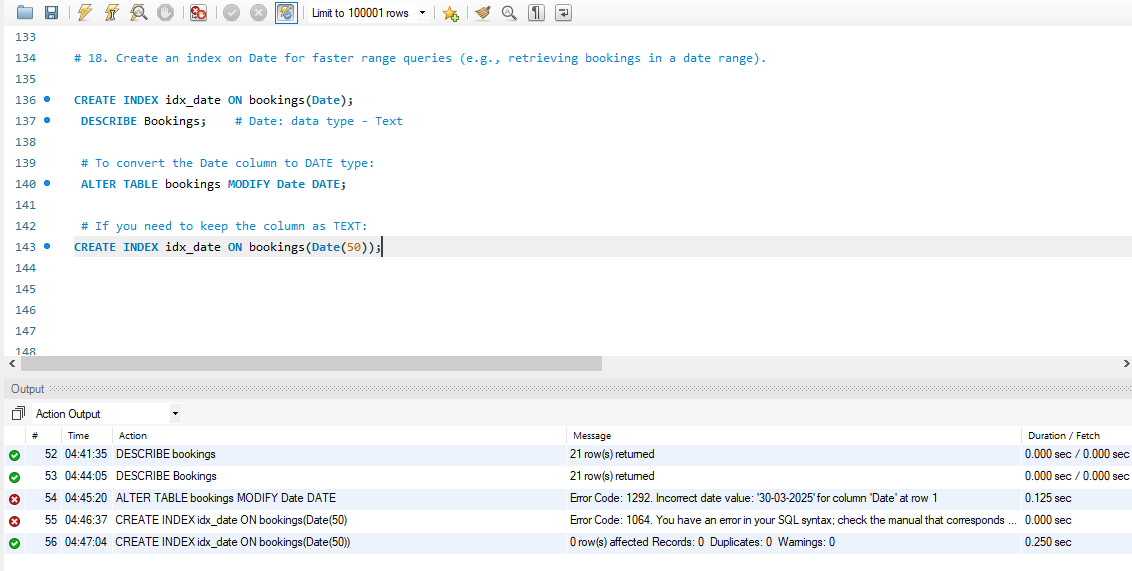 Limit to 100001 rows
133
134 # 18. Create an index on Date for faster range queries (e.g., retrieving bookings in a date range).
135
136 CREATE INDEX idx_date ON bookings(Date);
137 DESCRIBE Bookings; # Date: data type - Text
138
139 # To convert the Date column to DATE type:
140 ALTER TABLE bookings MODIFY Date DATE;
141
142 # If you need to keep the column as TEXT:
143 CREATE INDEX idx_date ON bookings(Date(50));
144
145
146
147
148
Output
Action Output
# Time Action Message Duration / Fetch
52 04:41:35 DESCRIBE bookings 21 row(s) returned 0.000 sec / 0.000 sec
53 04:44:05 DESCRIBE Bookings 21 row(s) returned 0.000 sec / 0.000 sec
54 04:45:20 ALTER TABLE bookings MODIFY Date DATE Error Code: 1292. Incorrect date value: '30-03-2025' for column 'Date' at row 1 0.125 sec
55 04:46:37 CREATE INDEX idx_date ON bookings(Date(50) Error Code: 1064. You have an error in your SQL syntax; check the manual that corresponds ... 0.000 sec
56 04:47:04 CREATE INDEX idx_date ON bookings(Date(50)) 0 row(s) affected Records: 0 Duplicates: 0 Warnings: 0 0.250 sec